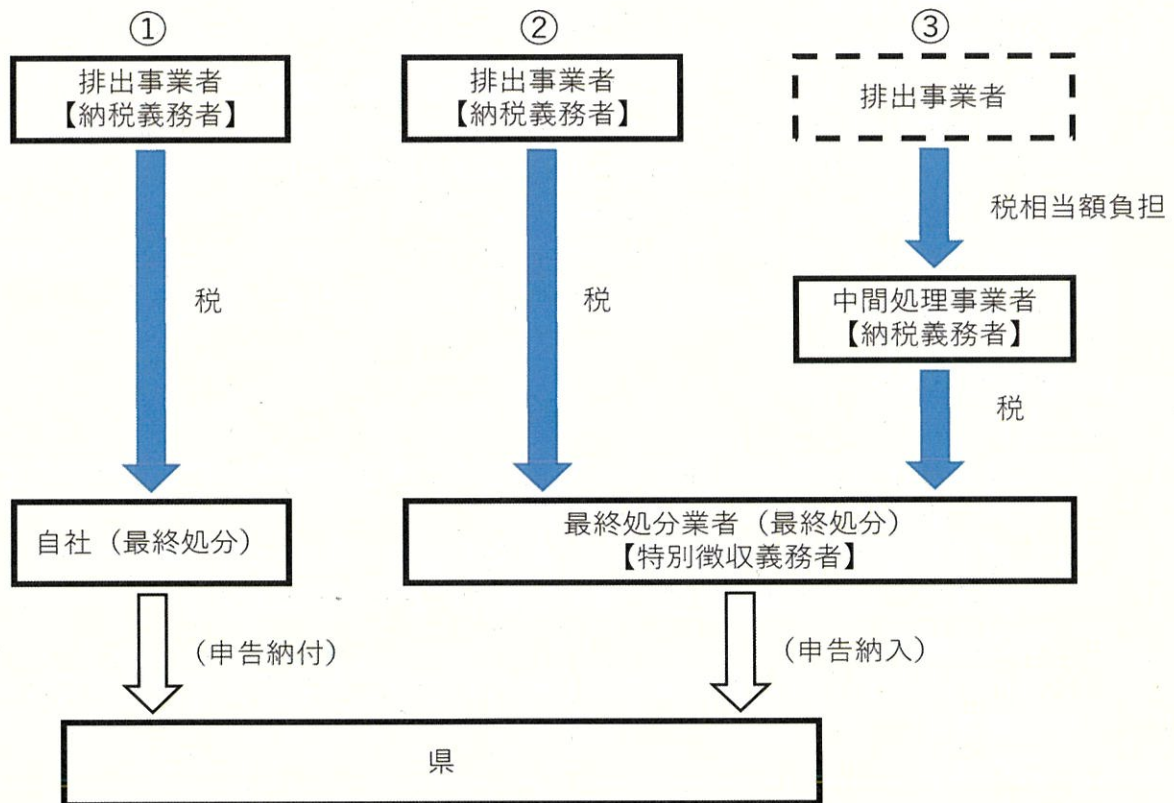 ①
②
③
排出事業者
【納税義務者】
排出事業者
【納税義務者】
排出事業者
税相当額負担
税
税
中間処理事業者
【納税義務者】
税
自社（最終処分）
最終処分業者（最終処分）
【特別徴収義務者】
（申告納付）
（申告納入）
県